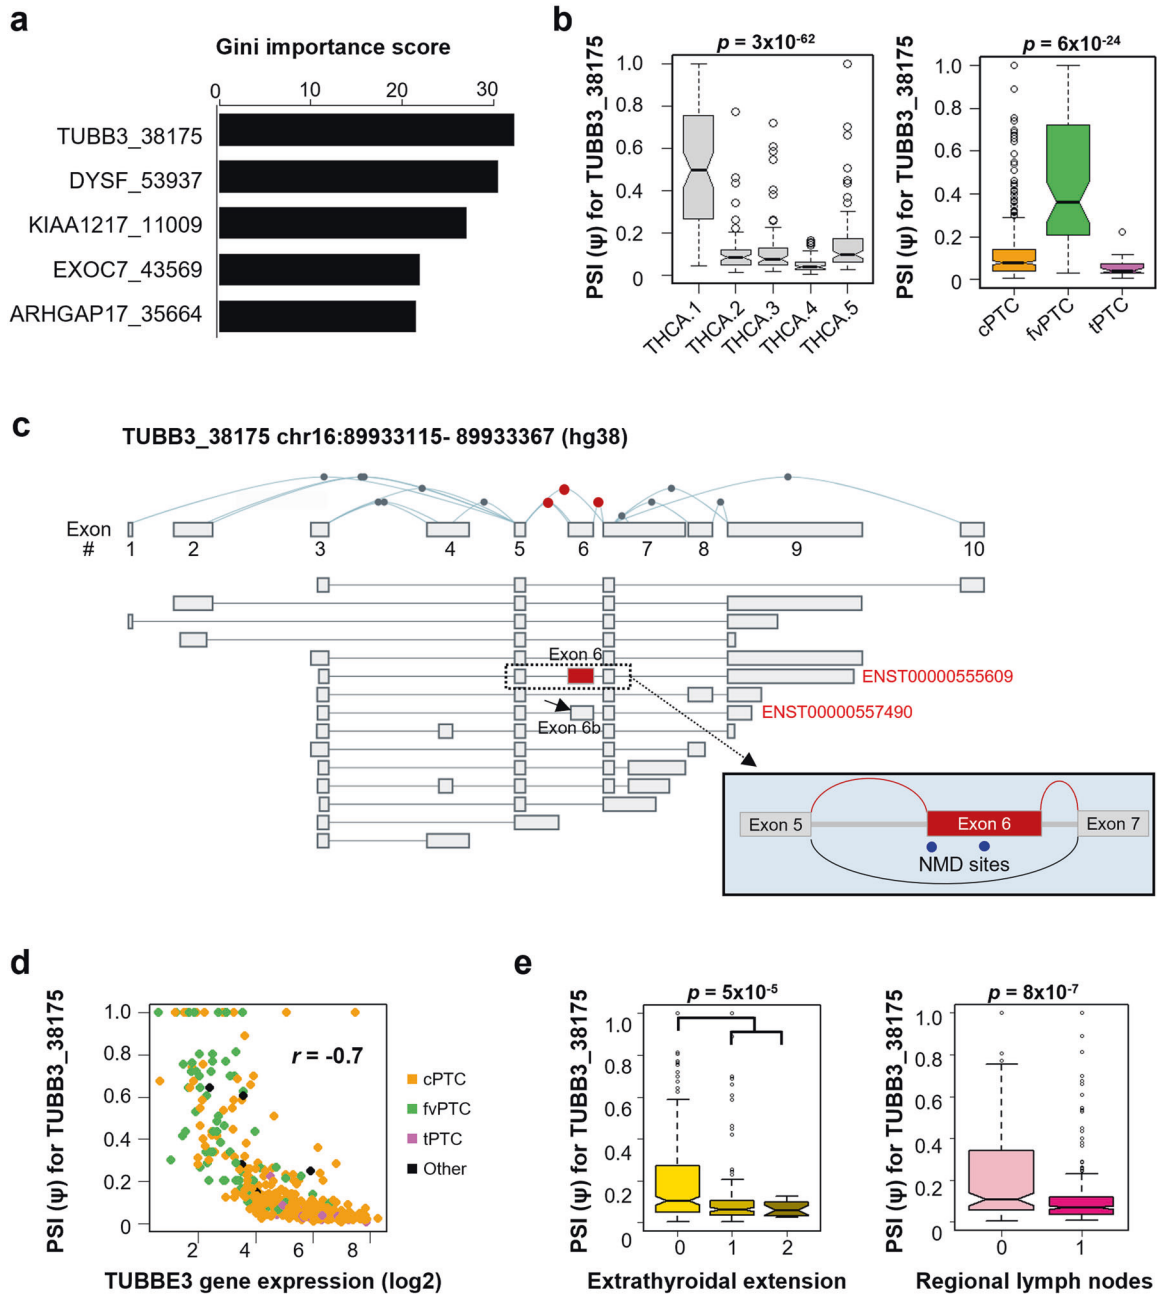 a
Gini importance score
0 10 20 30
TUBB3_38175
DYSF_53937
KIAA1217_11009
EXOC7_43569
ARHGAP17_35664
b
p = 3x10-62
PSI (ψ) for TUBB3_38175
1.0
0.8
0.6
0.4
0.2
0
THCA.1
THCA.2
THCA.3
THCA.4
THCA.5
p = 6x10-24
PSI (ψ) for TUBB3_38175
1.0
0.8
0.6
0.4
0.2
0
cPTC
fvPTC
tPTC
c
TUBB3_38175 chr16:89933115- 89933367 (hg38)
Exon
# 1 2 3 4 5 6 7 8 9 10
Exon 6
ENST00000555609
ENST00000557490
Exon 6b
Exon 5
Exon 6
Exon 7
NMD sites
d
PSI (ψ) for TUBB3_38175
1.0
0.8
0.6
0.4
0.2
0
r = -0.7
cPTC
fvPTC
tPTC
Other
2 4 6 8
TUBBE3 gene expression (log2)
e
p = 5x10-5
PSI (ψ) for TUBB3_38175
1.0
0.8
0.6
0.4
0.2
0
0 1 2
Extrathyroidal extension
p = 8x10-7
PSI (ψ) for TUBB3_38175
1.0
0.8
0.6
0.4
0.2
0
0 1
Regional lymph nodes